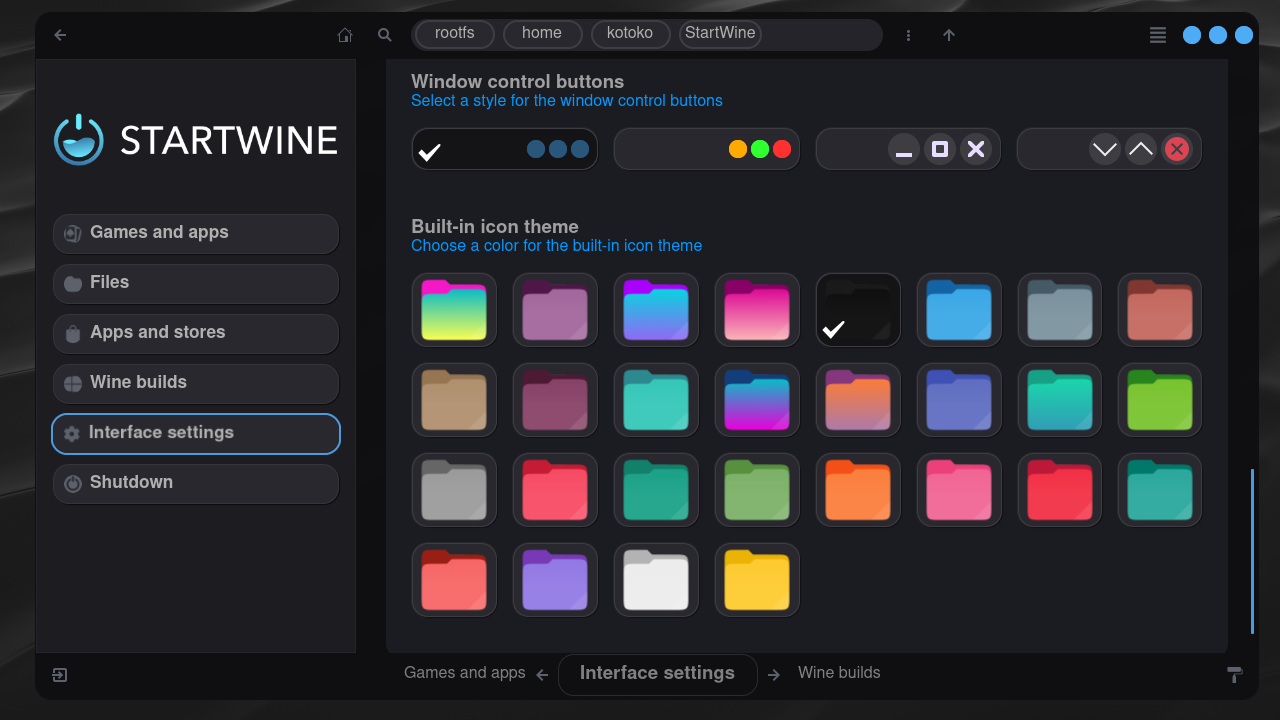 rootfs home kotoko StartWine
STARTWINE
Games and apps
Files
Apps and stores
Wine builds
Interface settings
Shutdown
Window control buttons
Select a style for the window control buttons
Built-in icon theme
Choose a color for the built-in icon theme
Games and apps Interface settings Wine builds